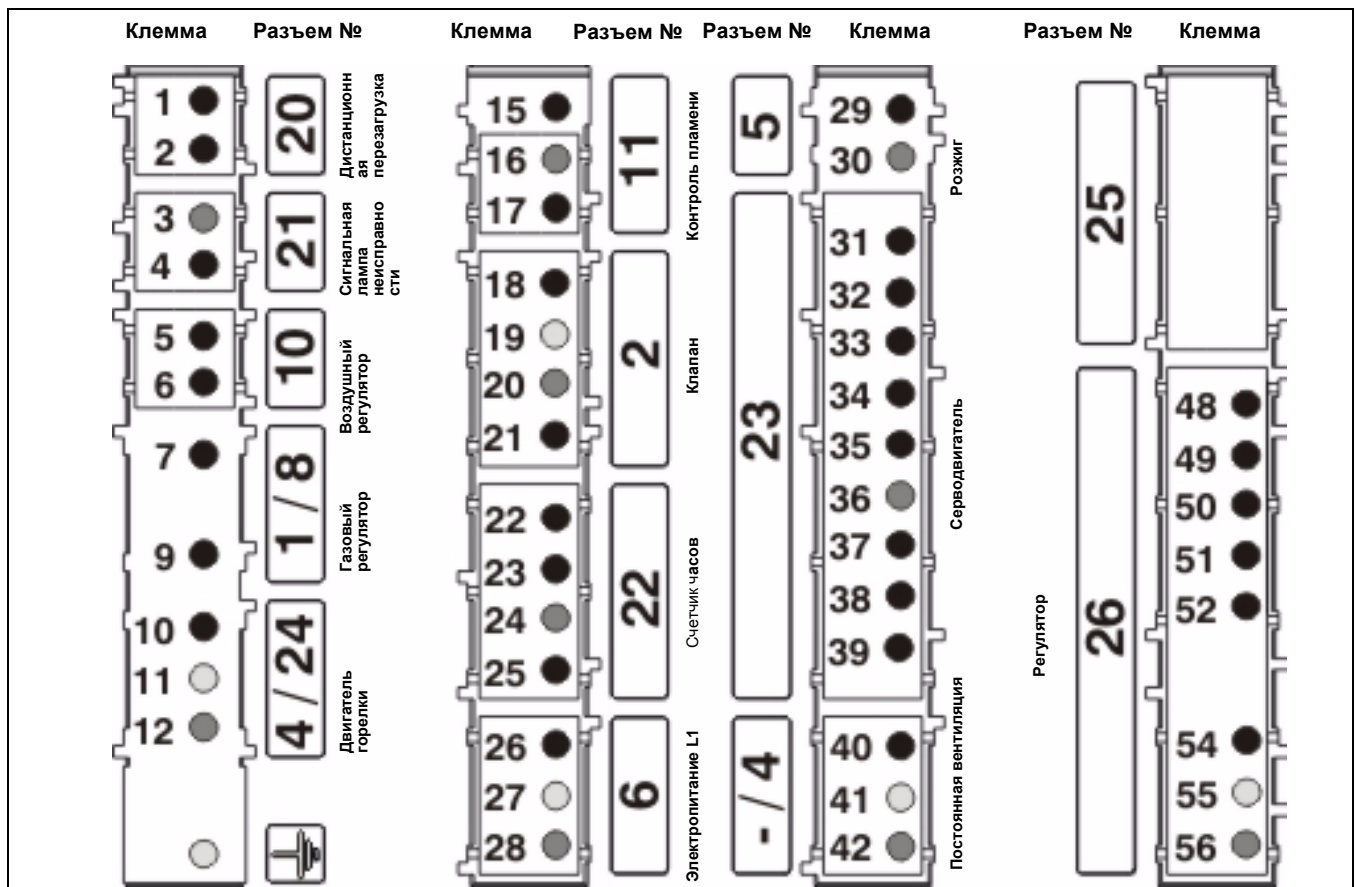 Клемма Разъем № Клемма Разъем № Разъем № Клемма Разъем № Клемма
1
2
20
Дистанционн
ая
перезагрузка
3
4
21
Сигнальная
лампа
неисправно
сти
5
6
10
Воздушный
регулятор
7
9
1 / 8
Газовый
регулятор
10
11
12
4 / 24
Двигатель
горелки
15
16
17
11
Контроль пламени
18
19
20
21
2
Клапан
22
23
24
25
22
Счетчик часов
26
27
28
6
Электропитание L1
5
29
30
Розжиг
23
31
32
33
34
35
36
37
38
39
Серводвигатель
- / 4
40
41
42
Постоянная вентиляция
25
Регулятор
26
48
49
50
51
52
54
55
56